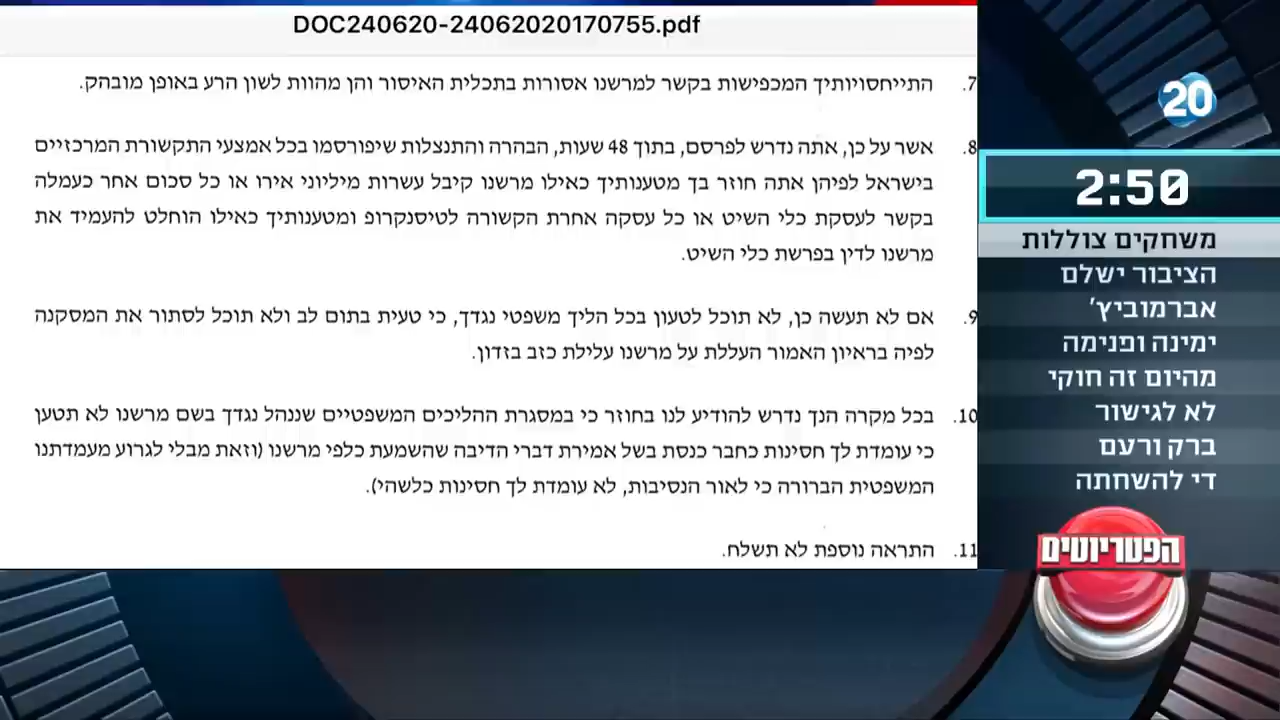 DOC240620-24062020170755.pdf
7. התייחסויותיך המכפישות בקשר למרשנו אסורות בתכלית האיסור והן מהוות לשון הרע באופן מובהק.
8. אשר על כן, אתה נדרש לפרסם, בתוך 48 שעות, הבהרה והתנצלות שיפורסמו בכל אמצעי התקשורת המרכזיים
בישראל לפיהן אתה חוזר בך מטענותיך כאילו מרשנו קיבל עשרות מיליוני אירו או כל סכום אחר כעמלה
בקשר לעסקת כלי השיט או כל עסקה אחרת הקשורה לטיסנקרופ ומטענותיך כאילו הוחלט להעמיד את
מרשנו לדין בפרשת כלי השיט.
9. אם לא תעשה כן, לא תוכל לטעון בכל הליך משפטי נגדך, כי טעית בתום לב ולא תוכל לסתור את המסקנה
לפיה בראיון האמור העללת על מרשנו עלילת כזב בזדון.
10. בכל מקרה הנך נדרש להודיע לנו בחוזר כי במסגרת ההליכים המשפטיים שננהל נגדך בשם מרשנו לא תטען
כי עומדת לך חסינות כחבר כנסת בשל אמירת דברי הדיבה שהשמעת כלפי מרשנו (וזאת מבלי לגרוע מעמדתנו
המשפטית הברורה כי לאור הנסיבות, לא עומדת לך חסינות כלשהי).
11. התראה נוספת לא תשלח.
20
2:50
משחקים צוללות
הציבור ישלם
אברמוביץ'
ימינה ופנימה
מהיום זה חוקי
לא לגישור
ברק ורעם
די להשחתה
הפטריוטים